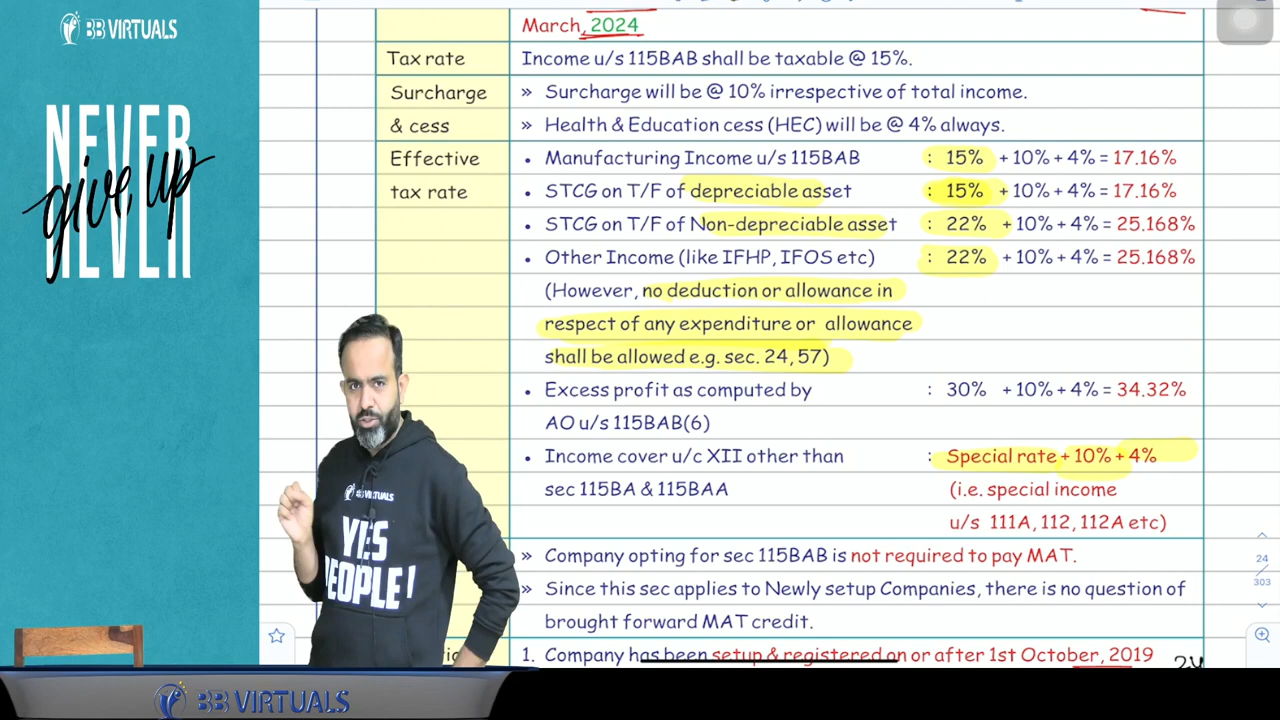 BB VIRTUALS
NEVER
give up
NEVER
March, 2024
Tax rate Income u/s 115BAB shall be taxable @ 15%.
Surcharge » Surcharge will be @ 10% irrespective of total income.
& cess » Health & Education cess (HEC) will be @ 4% always.
Effective • Manufacturing Income u/s 115BAB : 15% + 10% + 4% = 17.16%
tax rate • STCG on T/F of depreciable asset : 15% + 10% + 4% = 17.16%
• STCG on T/F of Non-depreciable asset : 22% + 10% + 4% = 25.168%
• Other Income (like IFHP, IFOS etc) : 22% + 10% + 4% = 25.168%
(However, no deduction or allowance in
respect of any expenditure or allowance
shall be allowed e.g. sec. 24, 57)
• Excess profit as computed by : 30% + 10% + 4% = 34.32%
AO u/s 115BAB(6)
• Income cover u/c XII other than : Special rate + 10% + 4%
sec 115BA & 115BAA (i.e. special income
u/s 111A, 112, 112A etc)
» Company opting for sec 115BAB is not required to pay MAT.
» Since this sec applies to Newly setup Companies, there is no question of
brought forward MAT credit.
1. Company has been setup & registered on or after 1st October, 2019
24
303
BB VIRTUALS
YES
PEOPLE!
BB VIRTUALS